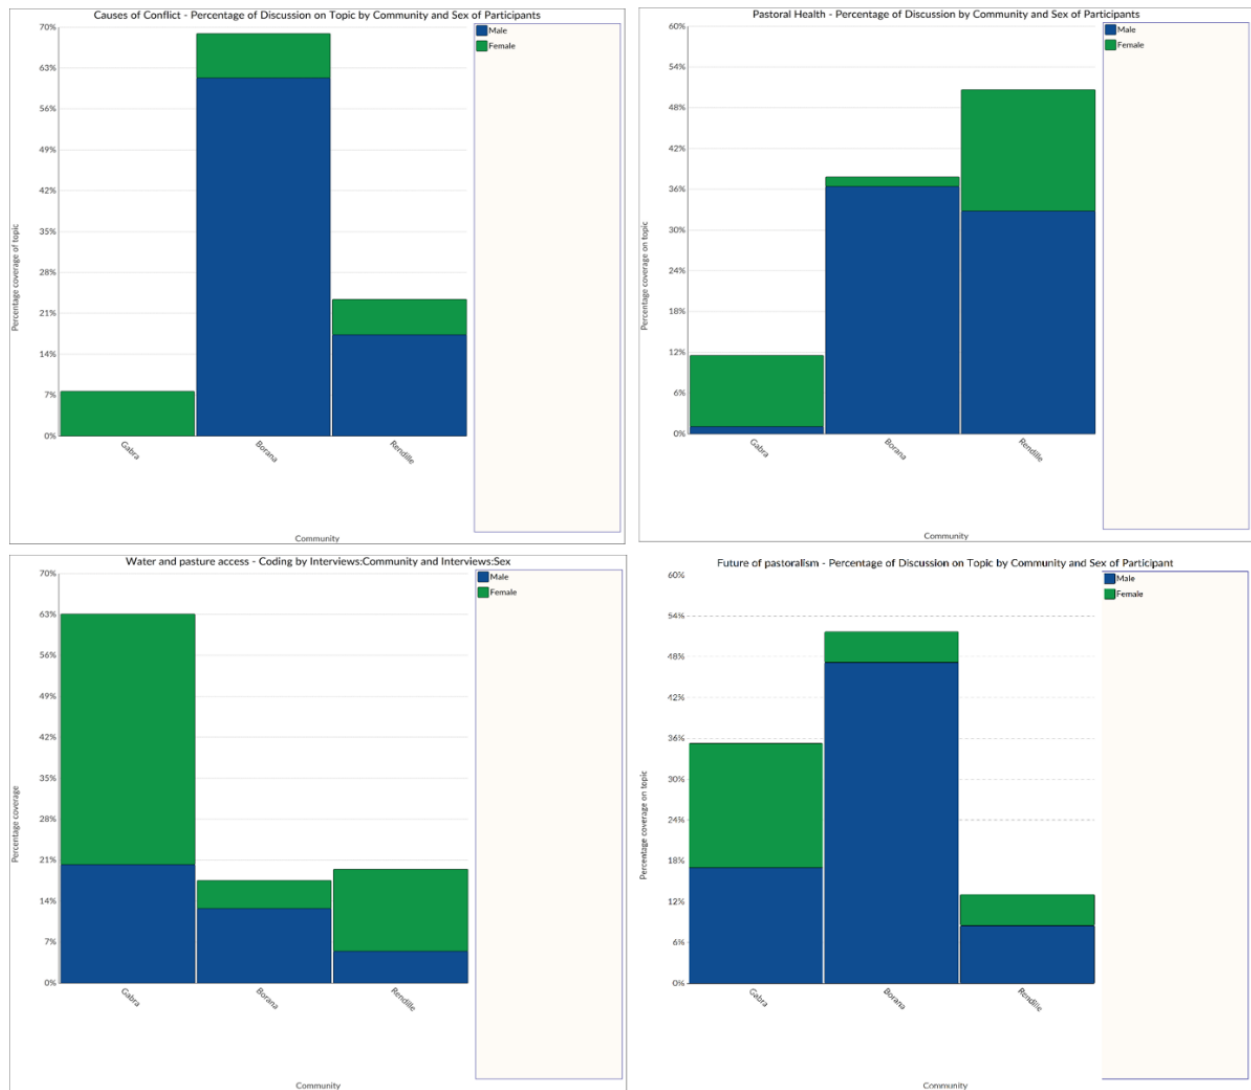 Causes of Conflict - Percentage of Discussion on Topic by Community and Sex of Participants
Male
Female
Percentage coverage of topic
70%
63%
56%
49%
42%
35%
28%
21%
14%
7%
0%
Gabra
Borana
Rendille
Community
Pastoral Health - Percentage of Discussion by Community and Sex of Participants
Male
Female
Percentage coverage on topic
60%
54%
48%
42%
36%
30%
24%
18%
12%
6%
0%
Gabra
Borana
Rendille
Community
Water and pasture access - Coding by Interviews:Community and Interviews:Sex
Male
Female
Percentage coverage
70%
63%
56%
49%
42%
35%
28%
21%
14%
7%
0%
Gabra
Borana
Rendille
Community
Future of pastoralism - Percentage of Discussion on Topic by Community and Sex of Participant
Male
Female
Percentage coverage on topic
60%
54%
48%
42%
36%
30%
24%
18%
12%
6%
0%
Gabra
Borana
Rendille
Community